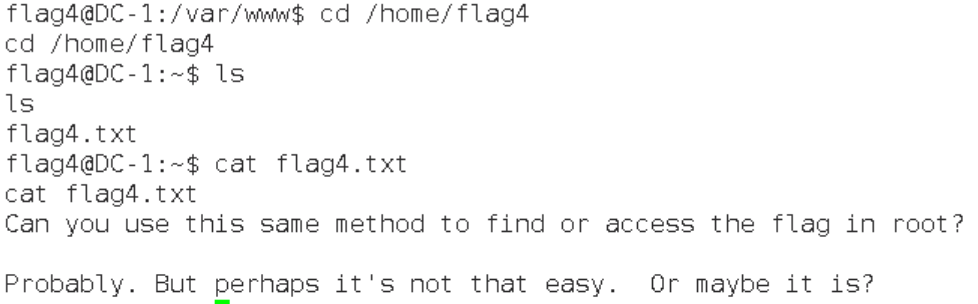 flag4@DC-1:/var/www$ cd /home/flag4
cd /home/flag4
flag4@DC-1:~$ ls
ls
flag4.txt
flag4@DC-1:~$ cat flag4.txt
cat flag4.txt
Can you use this same method to find or access the flag in root?
Probably. But perhaps it's not that easy.  Or maybe it is?